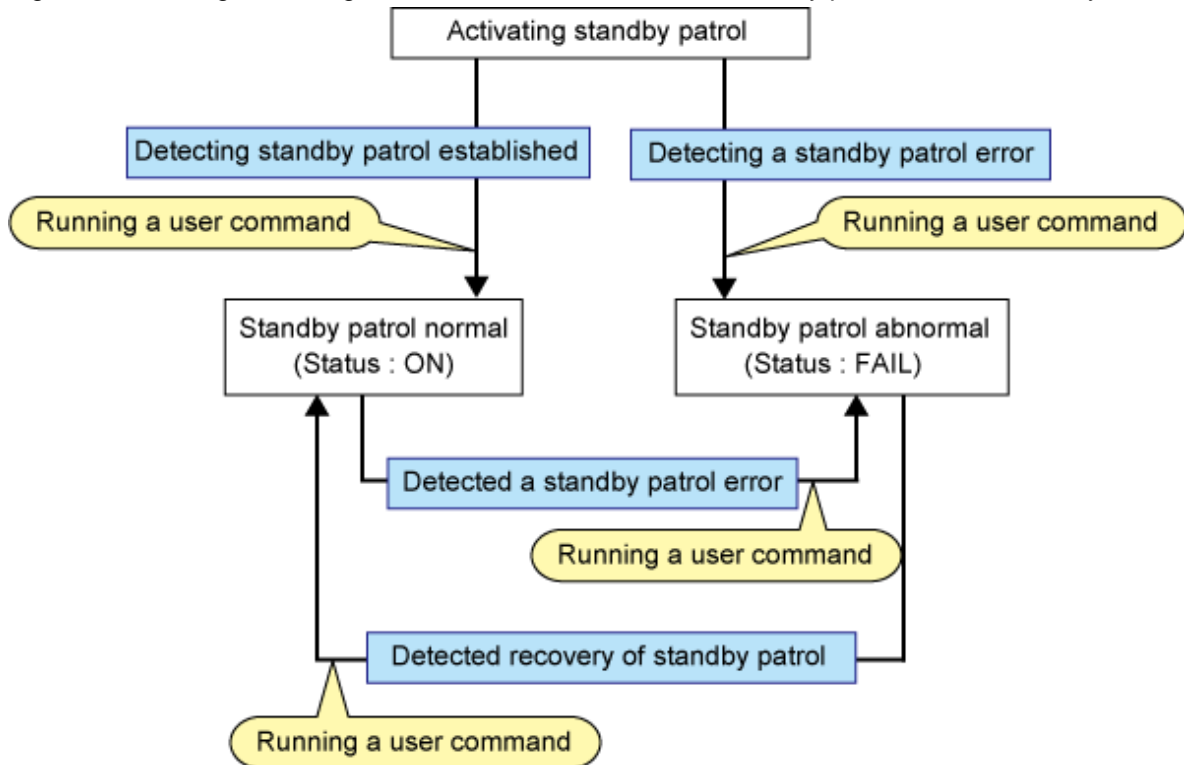 Activating standby patrol
Detecting standby patrol established
Detecting a standby patrol error
Running a user command
Running a user command
Standby patrol normal
(Status : ON)
Standby patrol abnormal
(Status : FAIL)
Detected a standby patrol error
Running a user command
Detected recovery of standby patrol
Running a user command